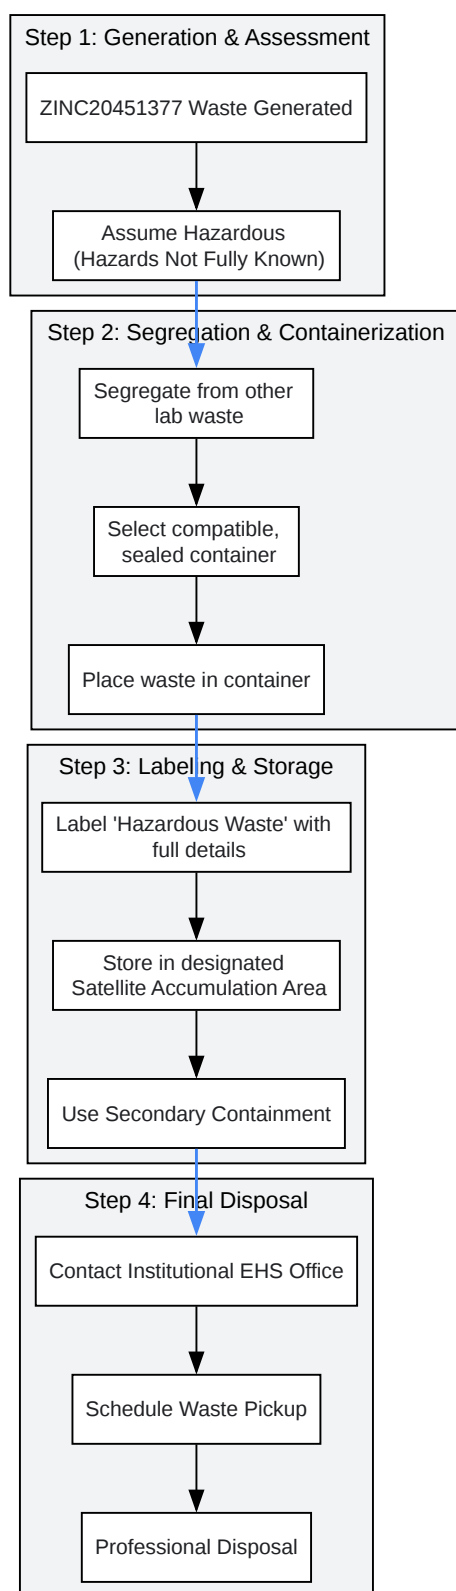 Step 1: Generation & Assessment
ZINC20451377 Waste Generated
Assume Hazardous
(Hazards Not Fully Known)
Step 2: Segregation & Containerization
Segregate from other
lab waste
Select compatible,
sealed container
Place waste in container
Step 3: Labeling & Storage
Label 'Hazardous Waste' with
full details
Store in designated
Satellite Accumulation Area
Use Secondary Containment
Step 4: Final Disposal
Contact Institutional EHS Office
Schedule Waste Pickup
Professional Disposal